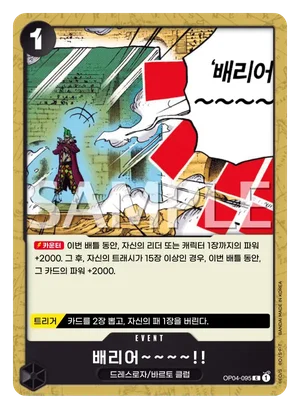 1
'배리어
~~~~~
SAMPLE
카운터 이번 배틀 동안, 자신의 리더 또는 캐릭터 1장까지의 파워
+2000. 그 후, 자신의 트래시가 15장 이상인 경우, 이번 배틀 동안,
그 카드의 파워 +2000.
트리거 카드를 2장 뽑고, 자신의 패 1장을 버린다.
EVENT
배리어~~~~!!
드레스로자/바르토 클럽
OP04-095 C 1